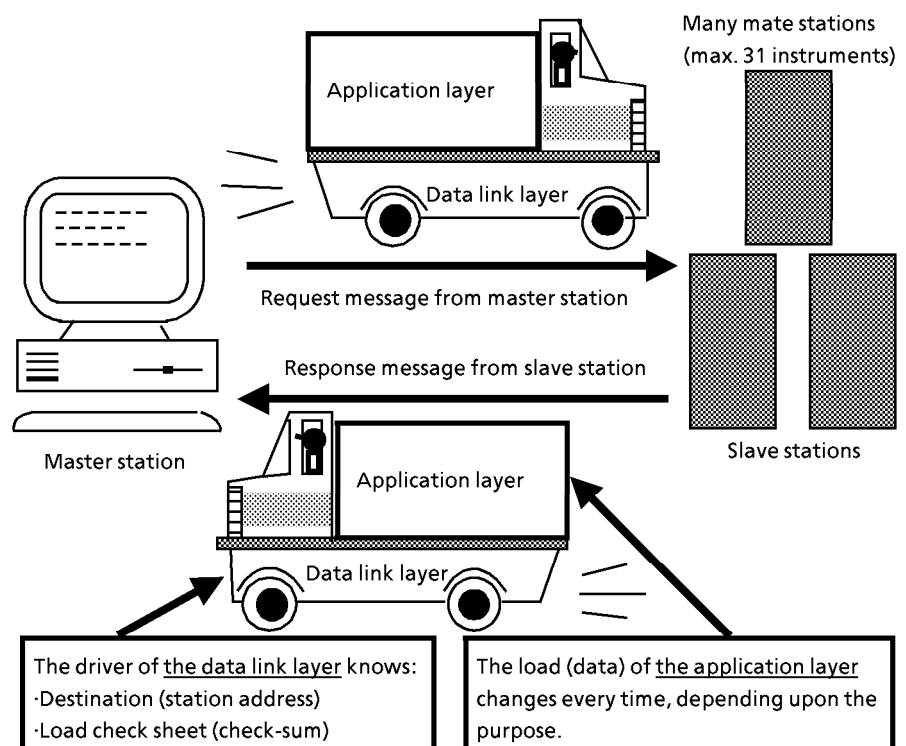 Many mate stations
(max. 31 instruments)
Application layer
Data link layer
Request message from master station
Response message from slave station
Master station
Slave stations
Application layer
Data link layer
The driver of the data link layer knows:
·Destination (station address)
·Load check sheet (check-sum)
The load (data) of the application layer
changes every time, depending upon the
purpose.